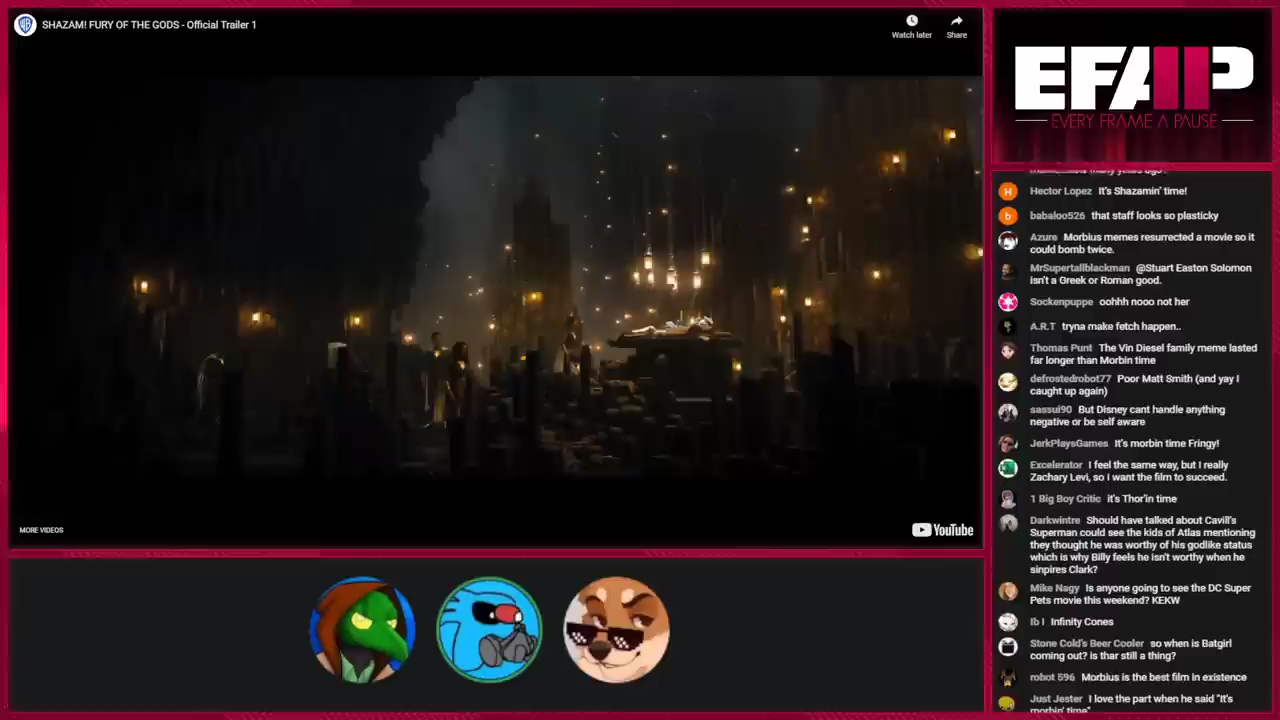 SHAZAM! FURY OF THE GODS - Official Trailer 1
Watch later
Share
MORE VIDEOS
YouTube
EFAP
EVERY FRAME A PAUSE
Hector Lopez It's Shazamin' time!
babaloo526 that staff looks so plasticky
Azure Morbius memes resurrected a movie so it
could bomb twice.
MrSupertallblackman @Stuart Easton Solomon
isn't a Greek or Roman good.
Sockenpuppe oohhh nooo not her
A.R.T tryna make fetch happen..
Thomas Punt The Vin Diesel family meme lasted
far longer than Morbin time
defrostedrobot77 Poor Matt Smith (and yay I
caught up again)
sassui90 But Disney cant handle anything
negative or be self aware
JerkPlaysGames It's morbin time Fringy!
Excelerator I feel the same way, but I really
Zachary Levi, so I want the film to succeed.
1 Big Boy Critic it's Thor'in time
Darkwintre Should have talked about Cavill's
Superman could see the kids of Atlas mentioning
they thought he was worthy of his godlike status
which is why Billy feels he isn't worthy when he
sinpires Clark?
Mike Nagy Is anyone going to see the DC Super
Pets movie this weekend? KEKW
Ib I Infinity Cones
Stone Cold's Beer Cooler so when is Batgirl
coming out? is thar still a thing?
robot 596 Morbius is the best film in existence
Just Jester I love the part when he said "It's
morbin' time"